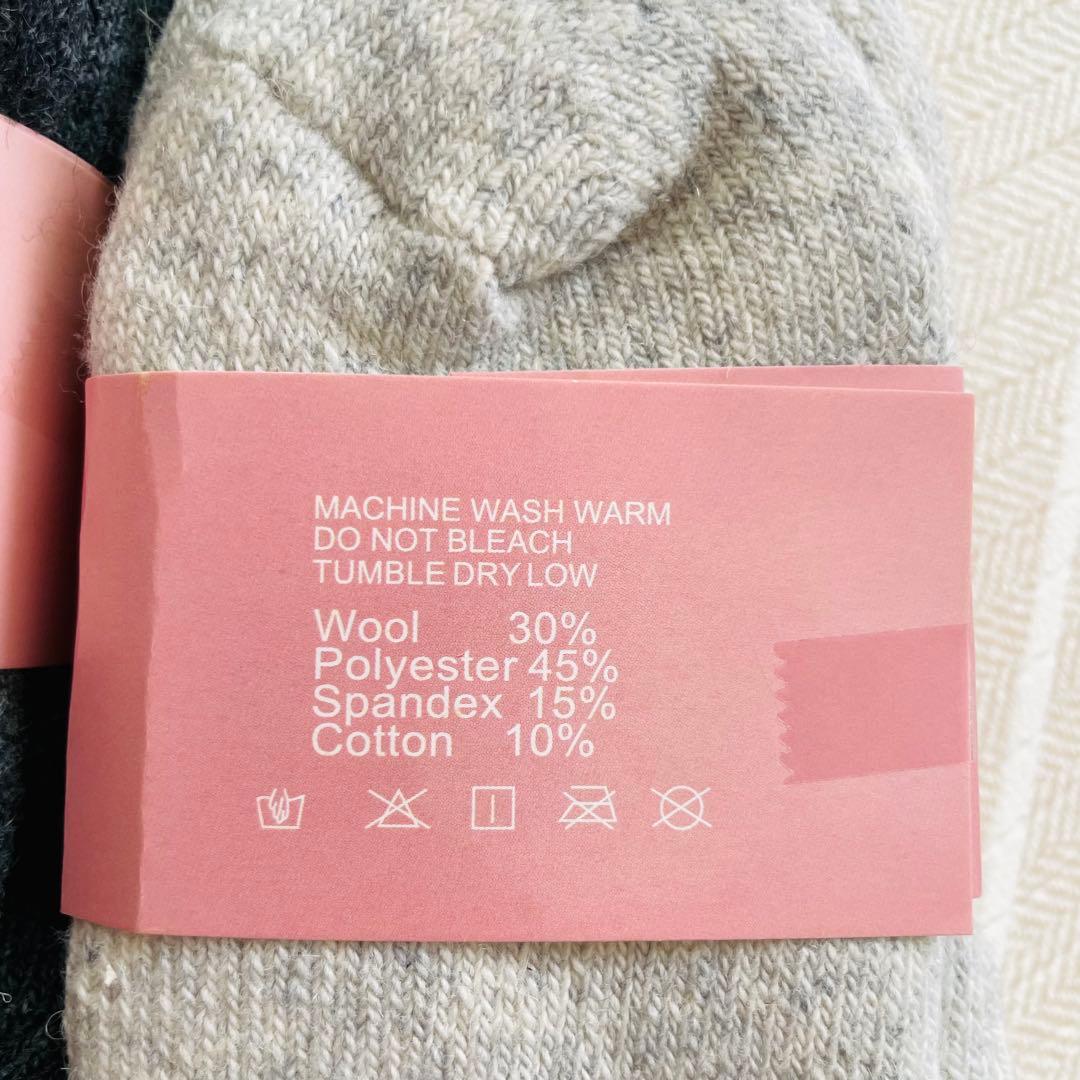 MACHINE WASH WARM
DO NOT BLEACH
TUMBLE DRY LOW
Wool 30%
Polyester 45%
Spandex 15%
Cotton 10%